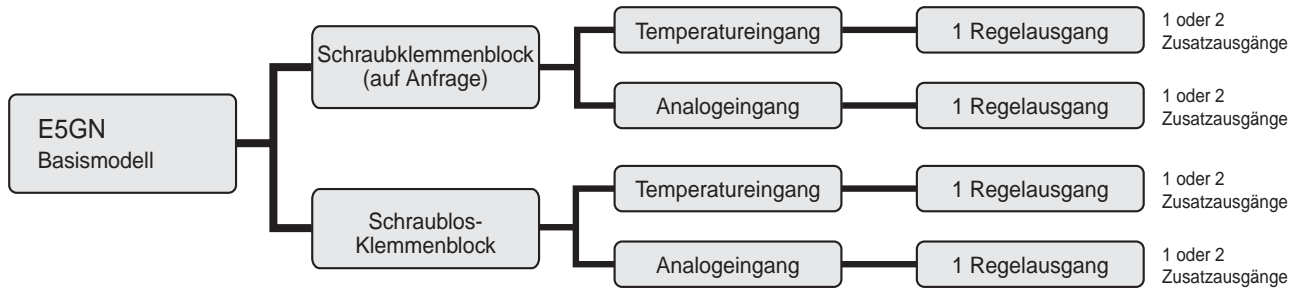 E5GN
Basismodell
Schraubklemmenblock
(auf Anfrage)
Temperatureingang
1 Regelausgang
1 oder 2
Zusatzausgänge
Analogeingang
1 Regelausgang
1 oder 2
Zusatzausgänge
Schraublos-
Klemmenblock
Temperatureingang
1 Regelausgang
1 oder 2
Zusatzausgänge
Analogeingang
1 Regelausgang
1 oder 2
Zusatzausgänge